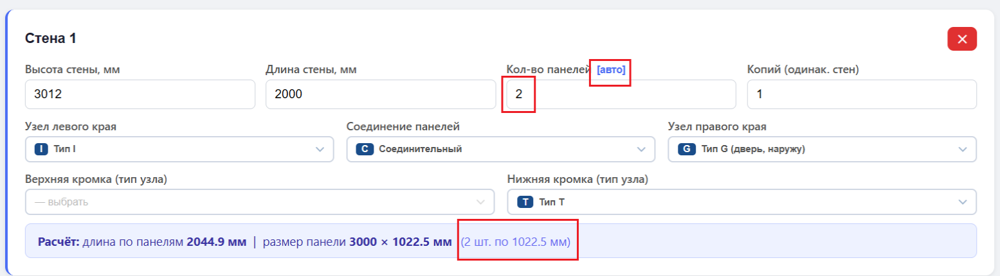 Стена 1
Высота стены, мм
Длина стены, мм
Кол-во панелей [авто]
Копий (одинак. стен)
3012
2000
2
1
Узел левого края
Соединение панелей
Узел правого края
I Тип I
C Соединительный
G Тип G (дверь, наружу)
Верхняя кромка (тип узла)
Нижняя кромка (тип узла)
— выбрать
T Тип T
Расчёт: длина по панелям 2044.9 мм | размер панели 3000 × 1022.5 мм (2 шт. по 1022.5 мм)